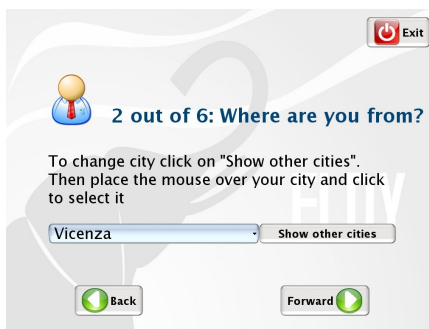 Exit
2 out of 6: Where are you from?
To change city click on "Show other cities".
Then place the mouse over your city and click
to select it
Vicenza
Show other cities
Back
Forward